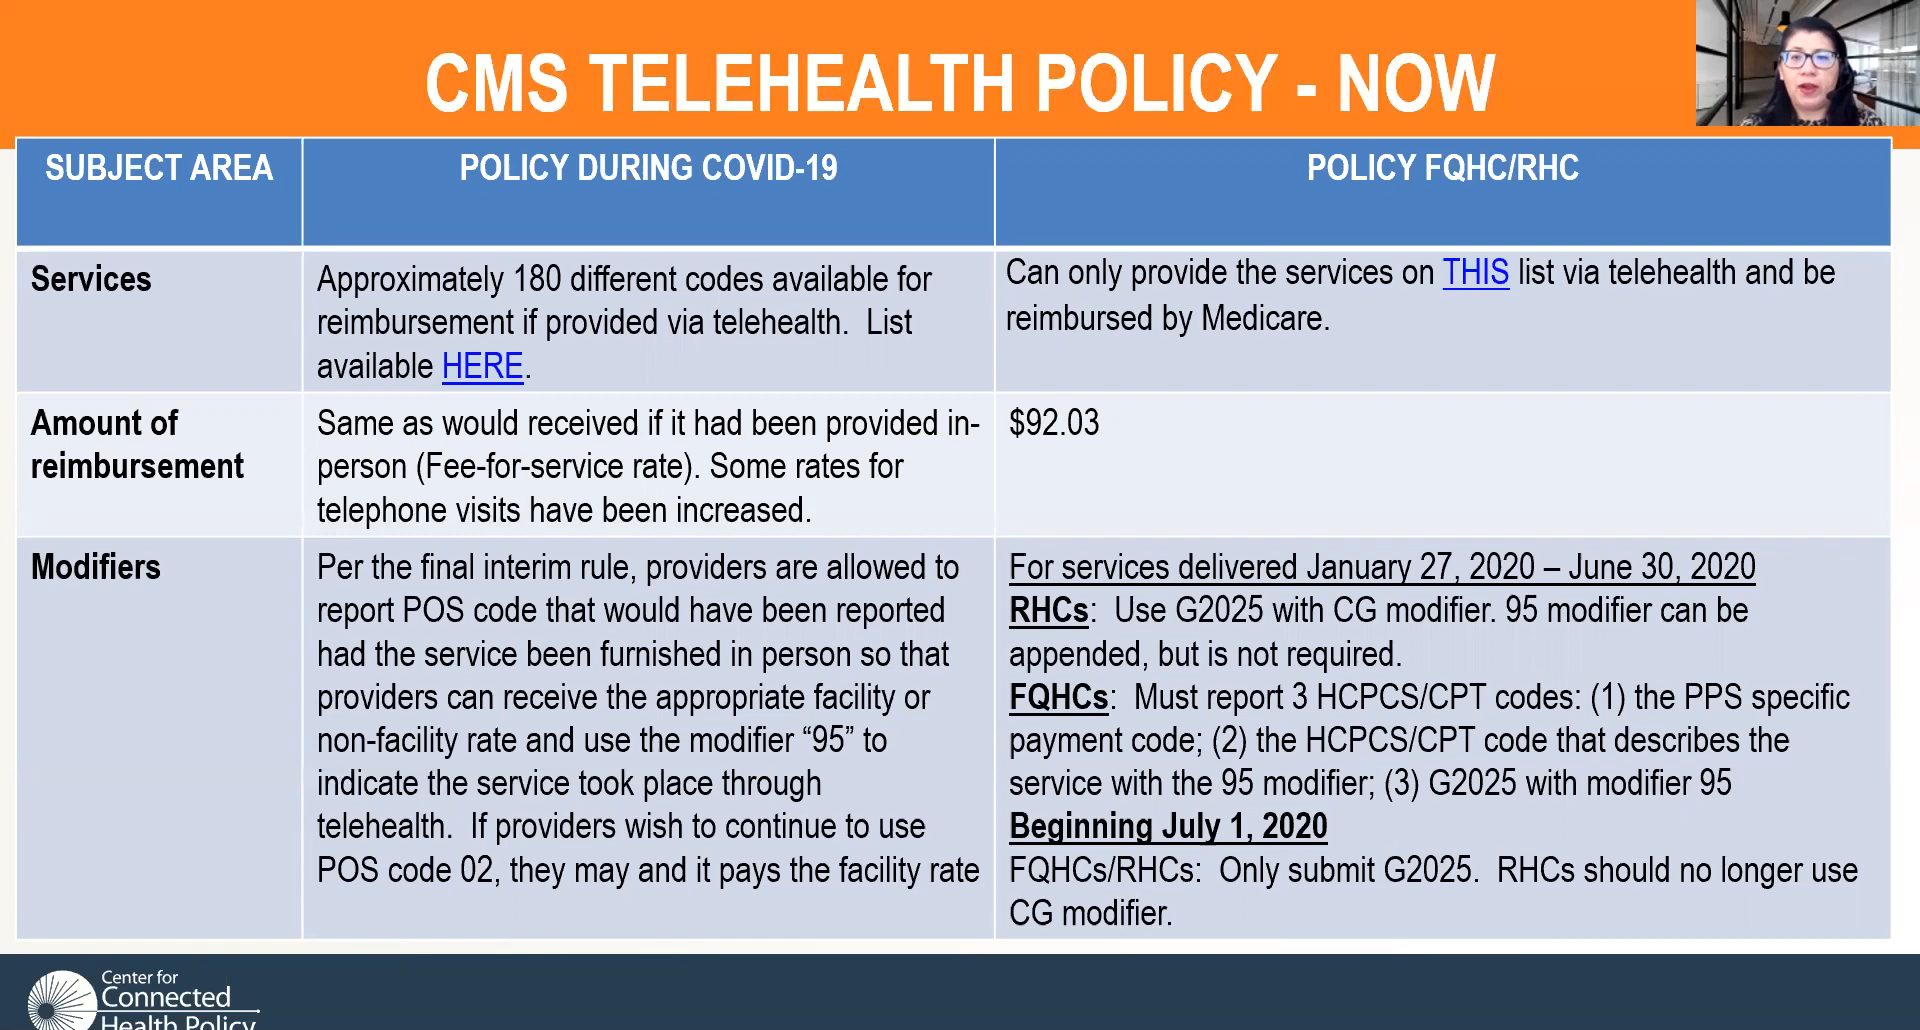 CMS TELEHEALTH POLICY - NOW
SUBJECT AREA
POLICY DURING COVID-19
POLICY FQHC/RHC
Services
Approximately 180 different codes available for
reimbursement if provided via telehealth.  List
available HERE.
Can only provide the services on THIS list via telehealth and be
reimbursed by Medicare.
Amount of
reimbursement
Same as would received if it had been provided in-
person (Fee-for-service rate). Some rates for
telephone visits have been increased.
$92.03
Modifiers
Per the final interim rule, providers are allowed to
report POS code that would have been reported
had the service been furnished in person so that
providers can receive the appropriate facility or
non-facility rate and use the modifier “95” to
indicate the service took place through
telehealth.  If providers wish to continue to use
POS code 02, they may and it pays the facility rate
For services delivered January 27, 2020 – June 30, 2020
RHCs:  Use G2025 with CG modifier. 95 modifier can be
appended, but is not required.
FQHCs:  Must report 3 HCPCS/CPT codes: (1) the PPS specific
payment code; (2) the HCPCS/CPT code that describes the
service with the 95 modifier; (3) G2025 with modifier 95
Beginning July 1, 2020
FQHCs/RHCs:  Only submit G2025.  RHCs should no longer use
CG modifier.
Center for
Connected
Health Policy